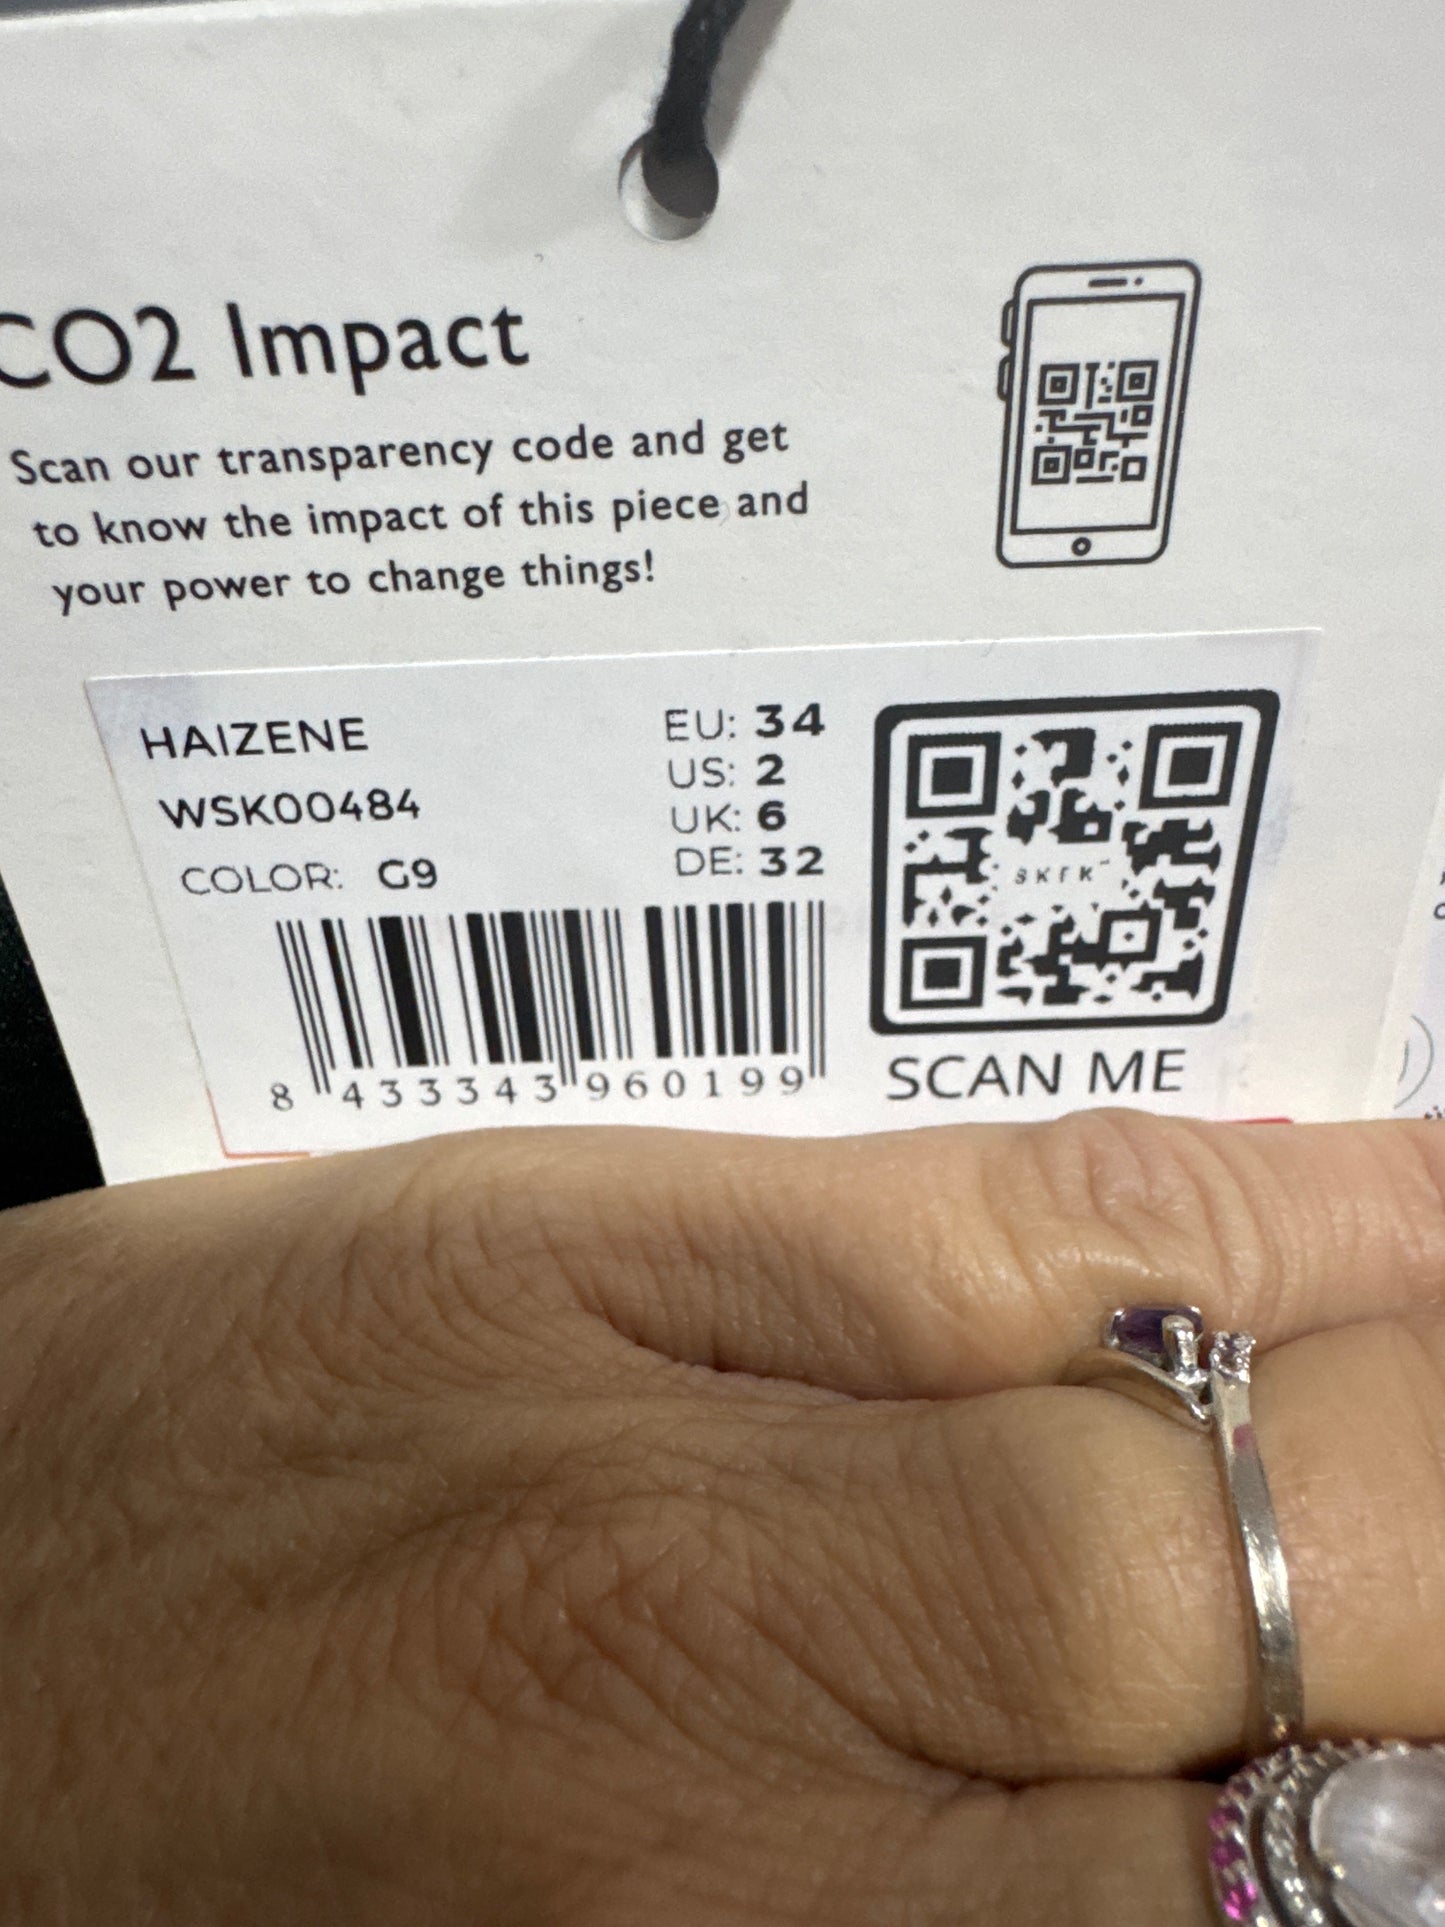 CO2 Impact
Scan our transparency code and get
to know the impact of this piece and
your power to change things!
HAIZENE
WSK00484
COLOR: G9
EU: 34
US: 2
UK: 6
DE: 32
SKFK
8 433343 960199
SCAN ME